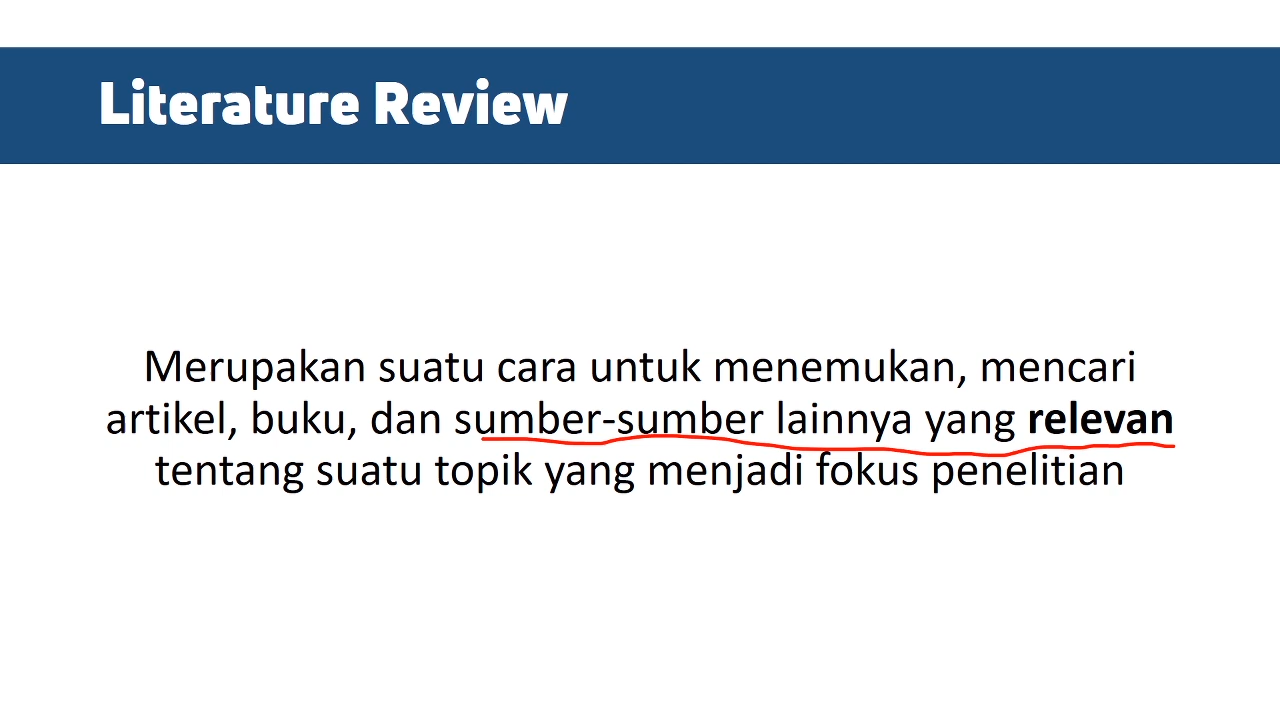 Literature Review
Merupakan suatu cara untuk menemukan, mencari
artikel, buku, dan sumber-sumber lainnya yang relevan
tentang suatu topik yang menjadi fokus penelitian